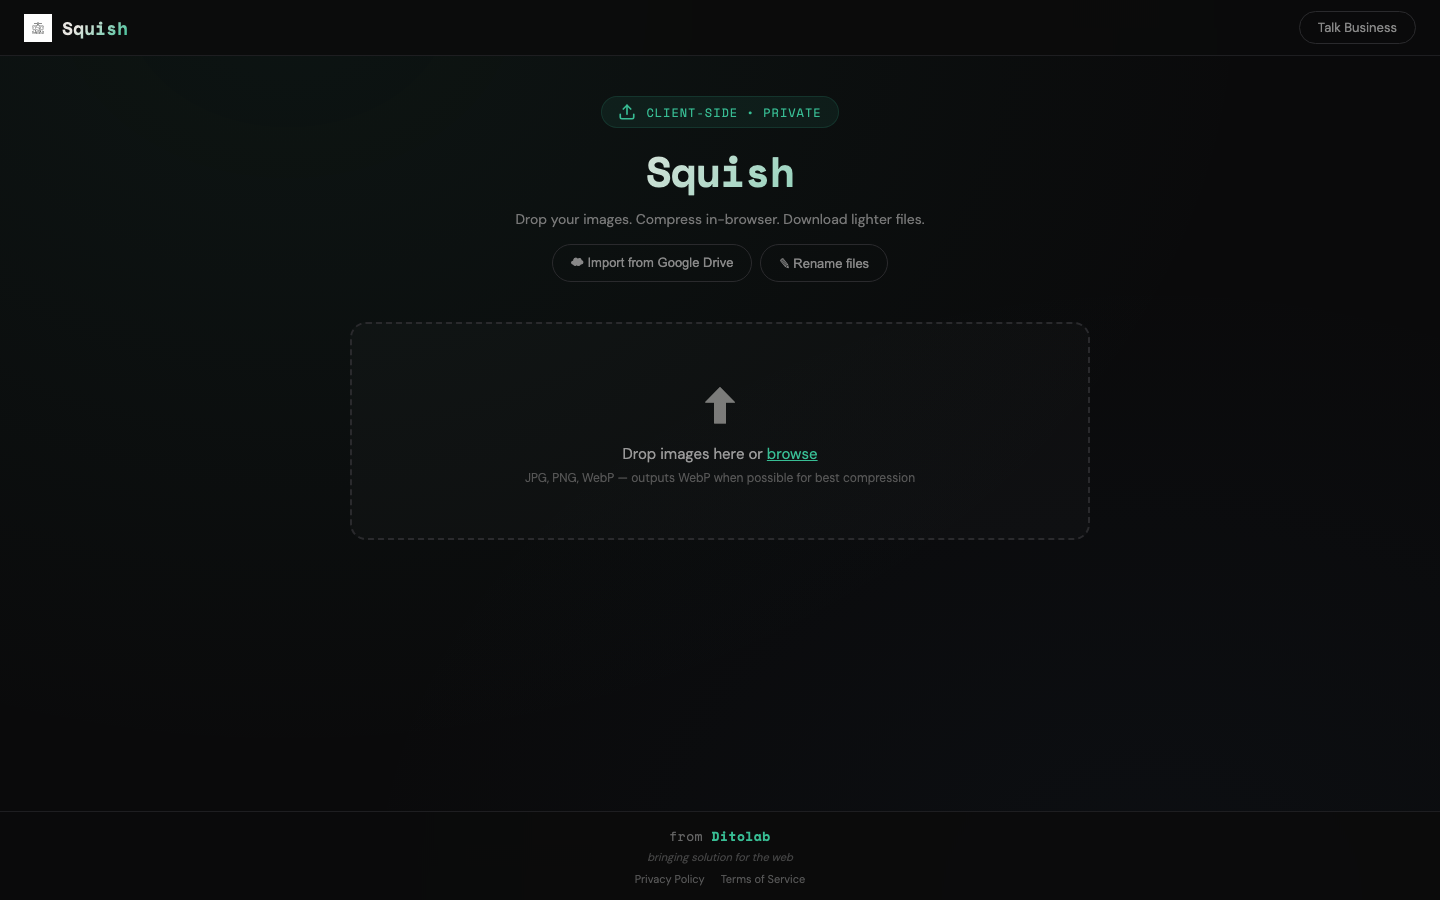 Squish
Talk Business
CLIENT-SIDE • PRIVATE
Squish
Drop your images. Compress in-browser. Download lighter files.
Import from Google Drive
Rename files
Drop images here or browse
JPG, PNG, WebP — outputs WebP when possible for best compression
from Ditolab
bringing solution for the web
Privacy Policy
Terms of Service